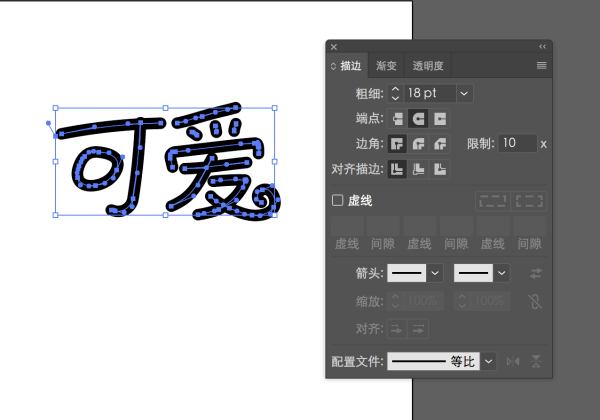 可爱
描边 渐变 透明度
粗细: 18 pt
端点:
边角: 限制: 10 x
对齐描边:
虚线
虚线 间隙 虚线 间隙 虚线 间隙
箭头:
缩放: 100% 100%
对齐:
配置文件: 等比